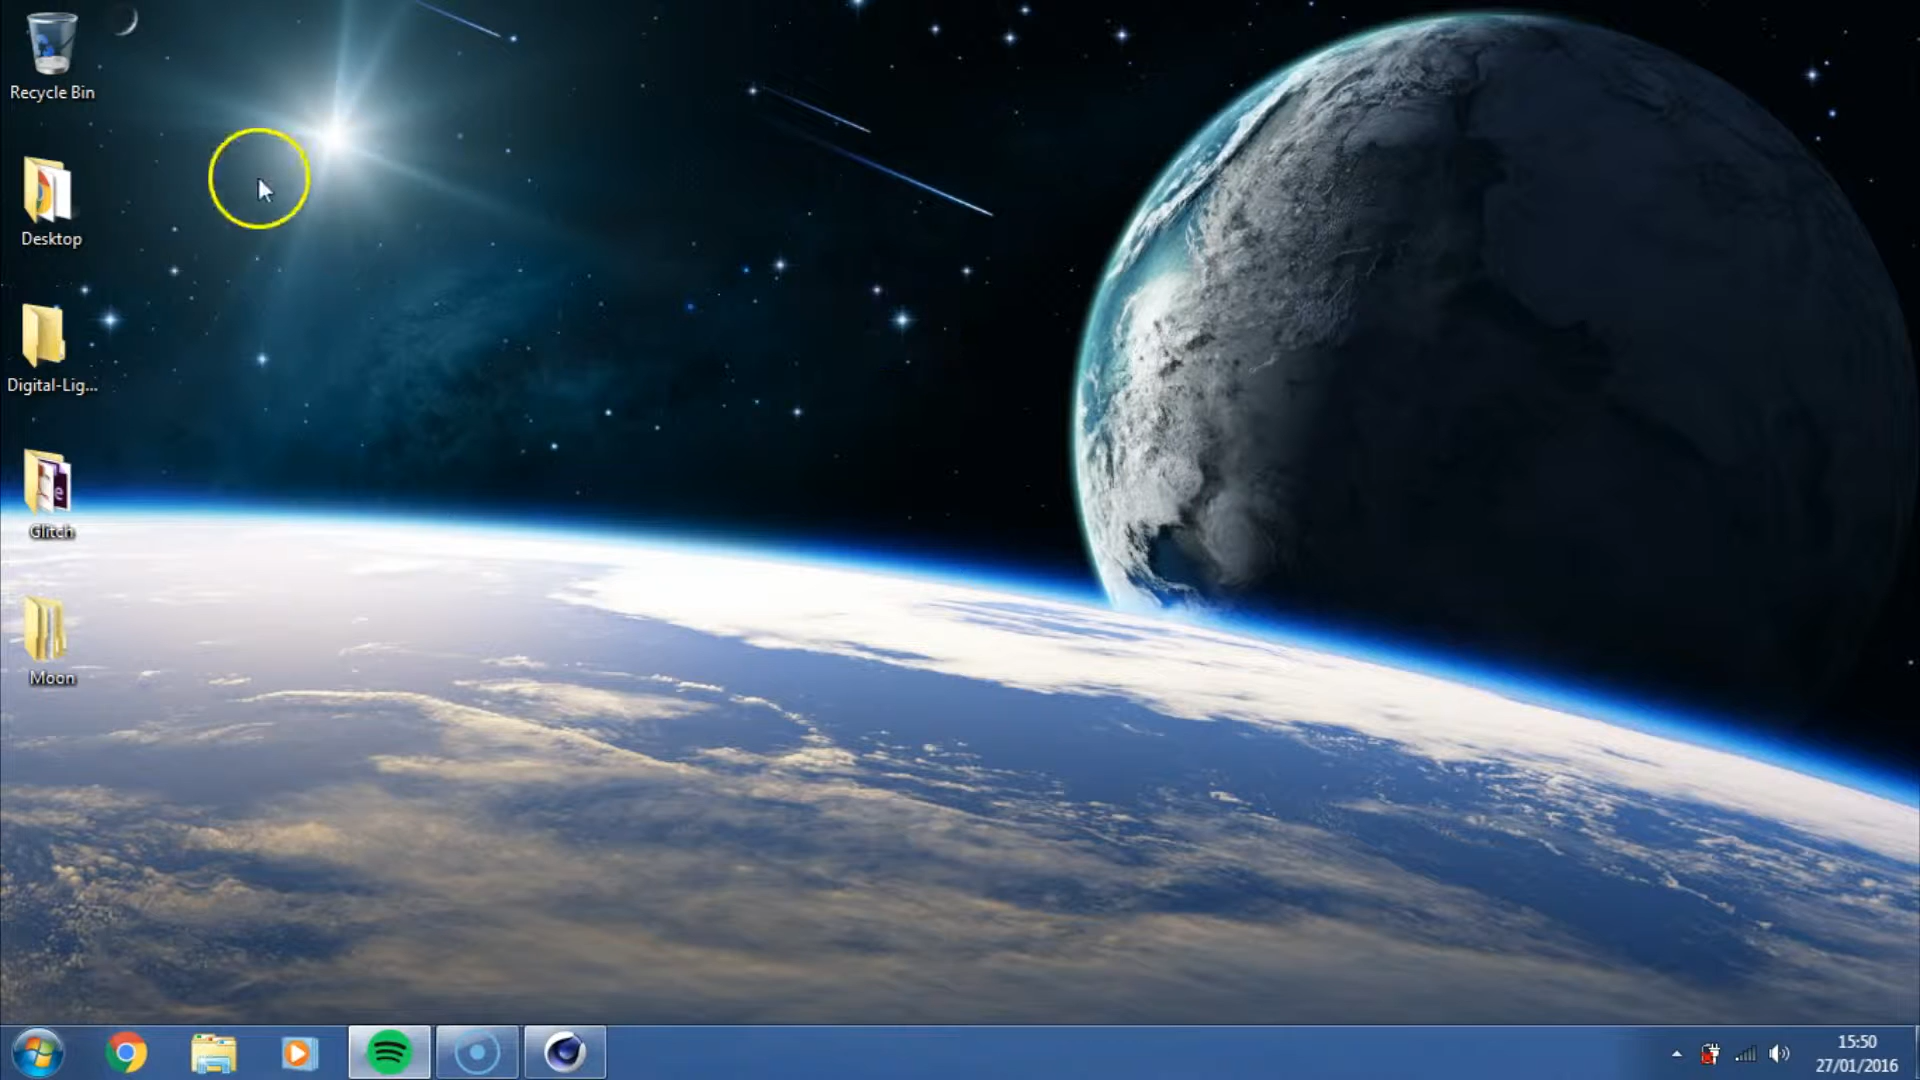 Recycle Bin
Desktop
Digital-Lig...
Glitch
Moon
15:50
27/01/2016